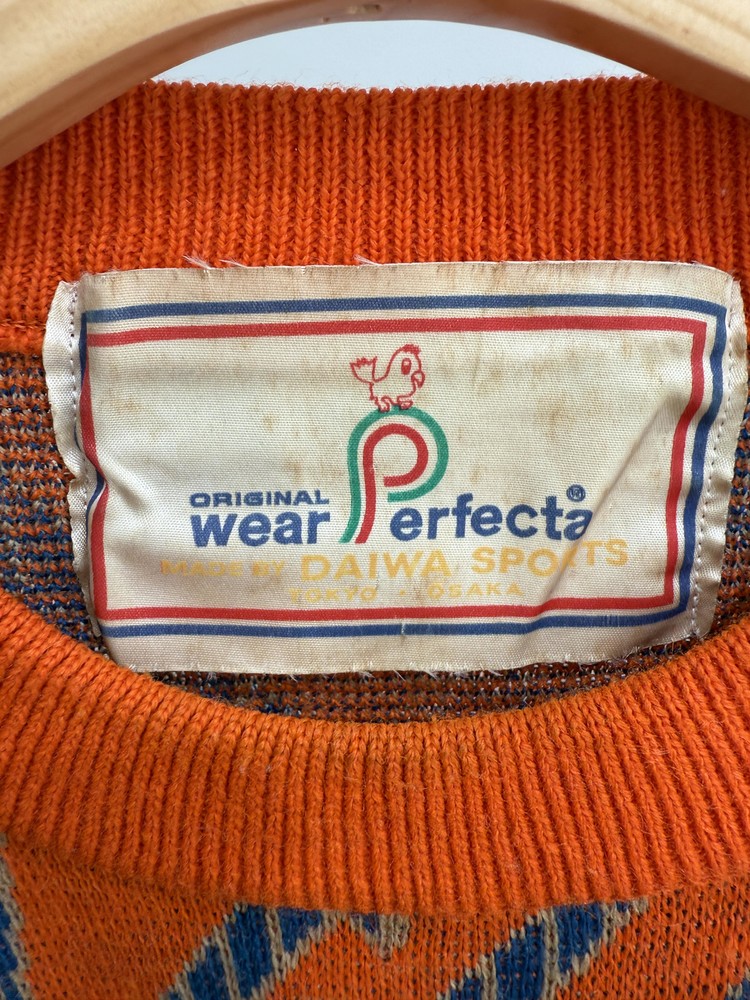 ORIGINAL
wear Perfecta ®
MADE BY DAIWA SPORTS
TOKYO · OSAKA